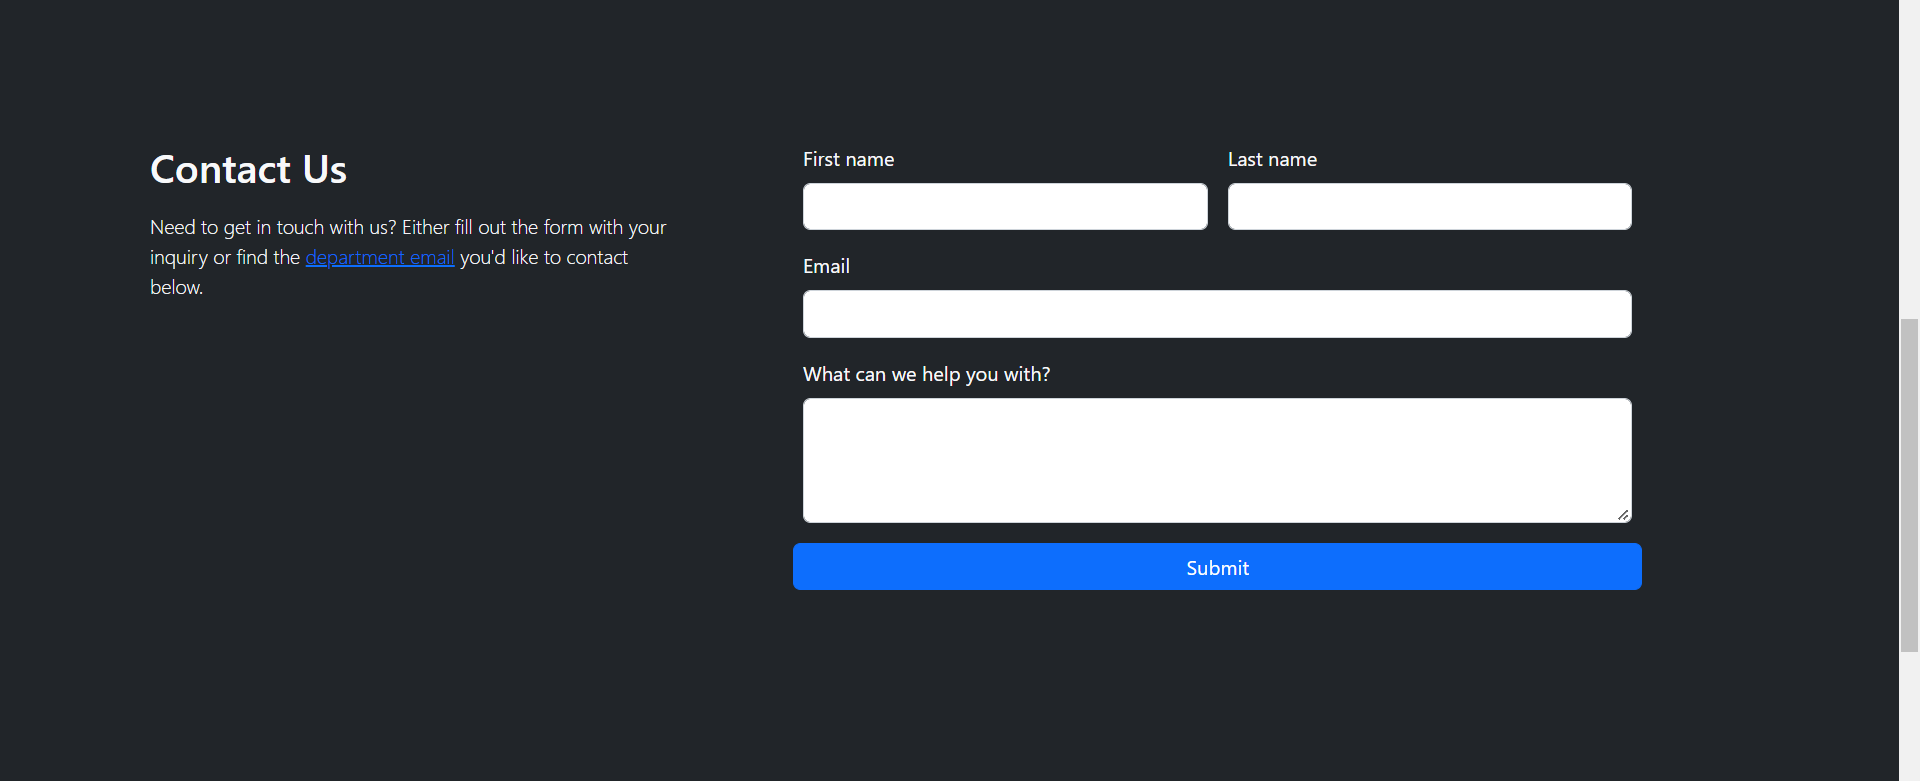 Contact Us
Need to get in touch with us? Either fill out the form with your
inquiry or find the department email you'd like to contact
below.
First name
Last name
Email
What can we help you with?
Submit